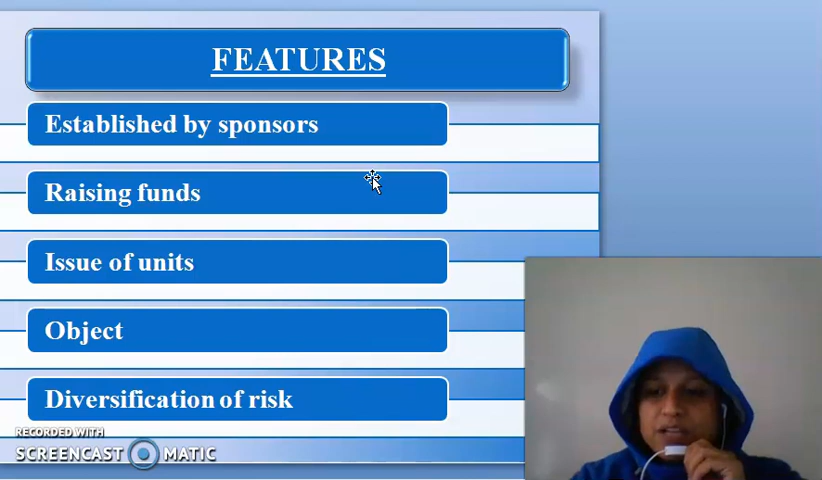 FEATURES
Established by sponsors
Raising funds
Issue of units
Object
Diversification of risk
RECORDED WITH
SCREENCAST MATIC